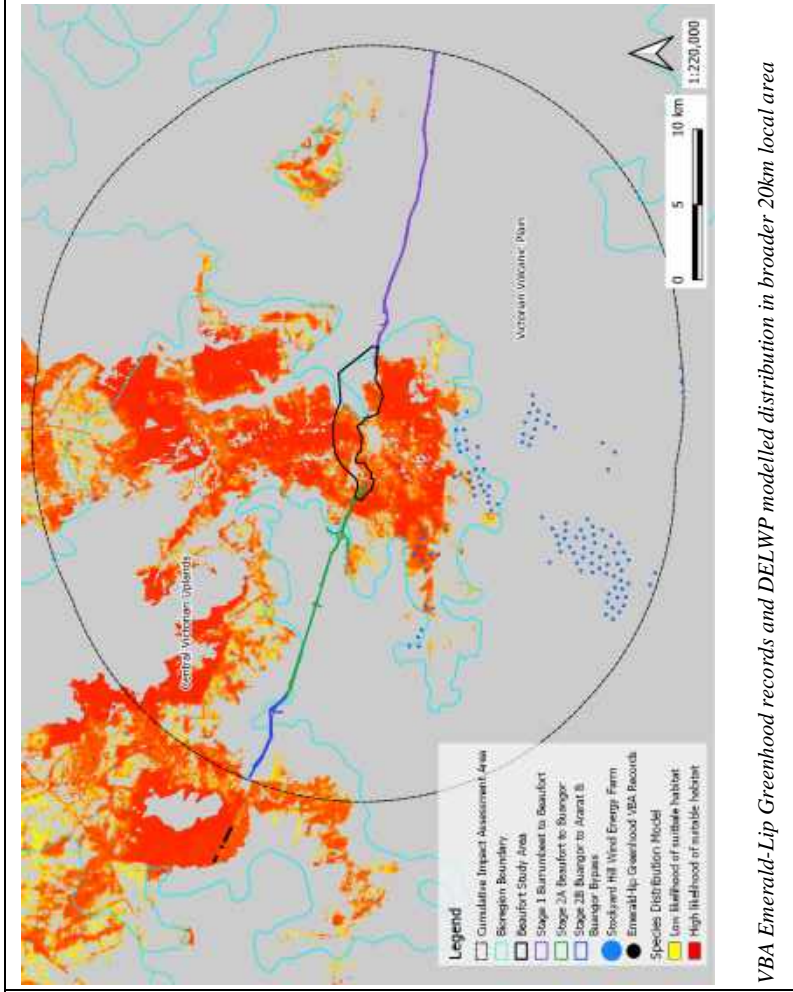 Central Victorian Uplands
Victorian Volcanic Plain
Legend
Cumulative Impact Assessment Area
Bioregion Boundary
Beaufort Study Area
Stage 1 Burrumbeet to Beaufort
Stage 2A Beaufort to Buangor
Stage 2B Buangor to Ararat &
Buangor Bypass
Stockyard Hill Wind Energy Farm
Emerald-lip Greenhood VBA Records
Species Distribution Model
Low likelihood of suitbale habitat
High likelihood of suitable habitat
0 5 10 km
1:220,000
VBA Emerald-Lip Greenhood records and DELWP modelled distribution in broader 20km local area